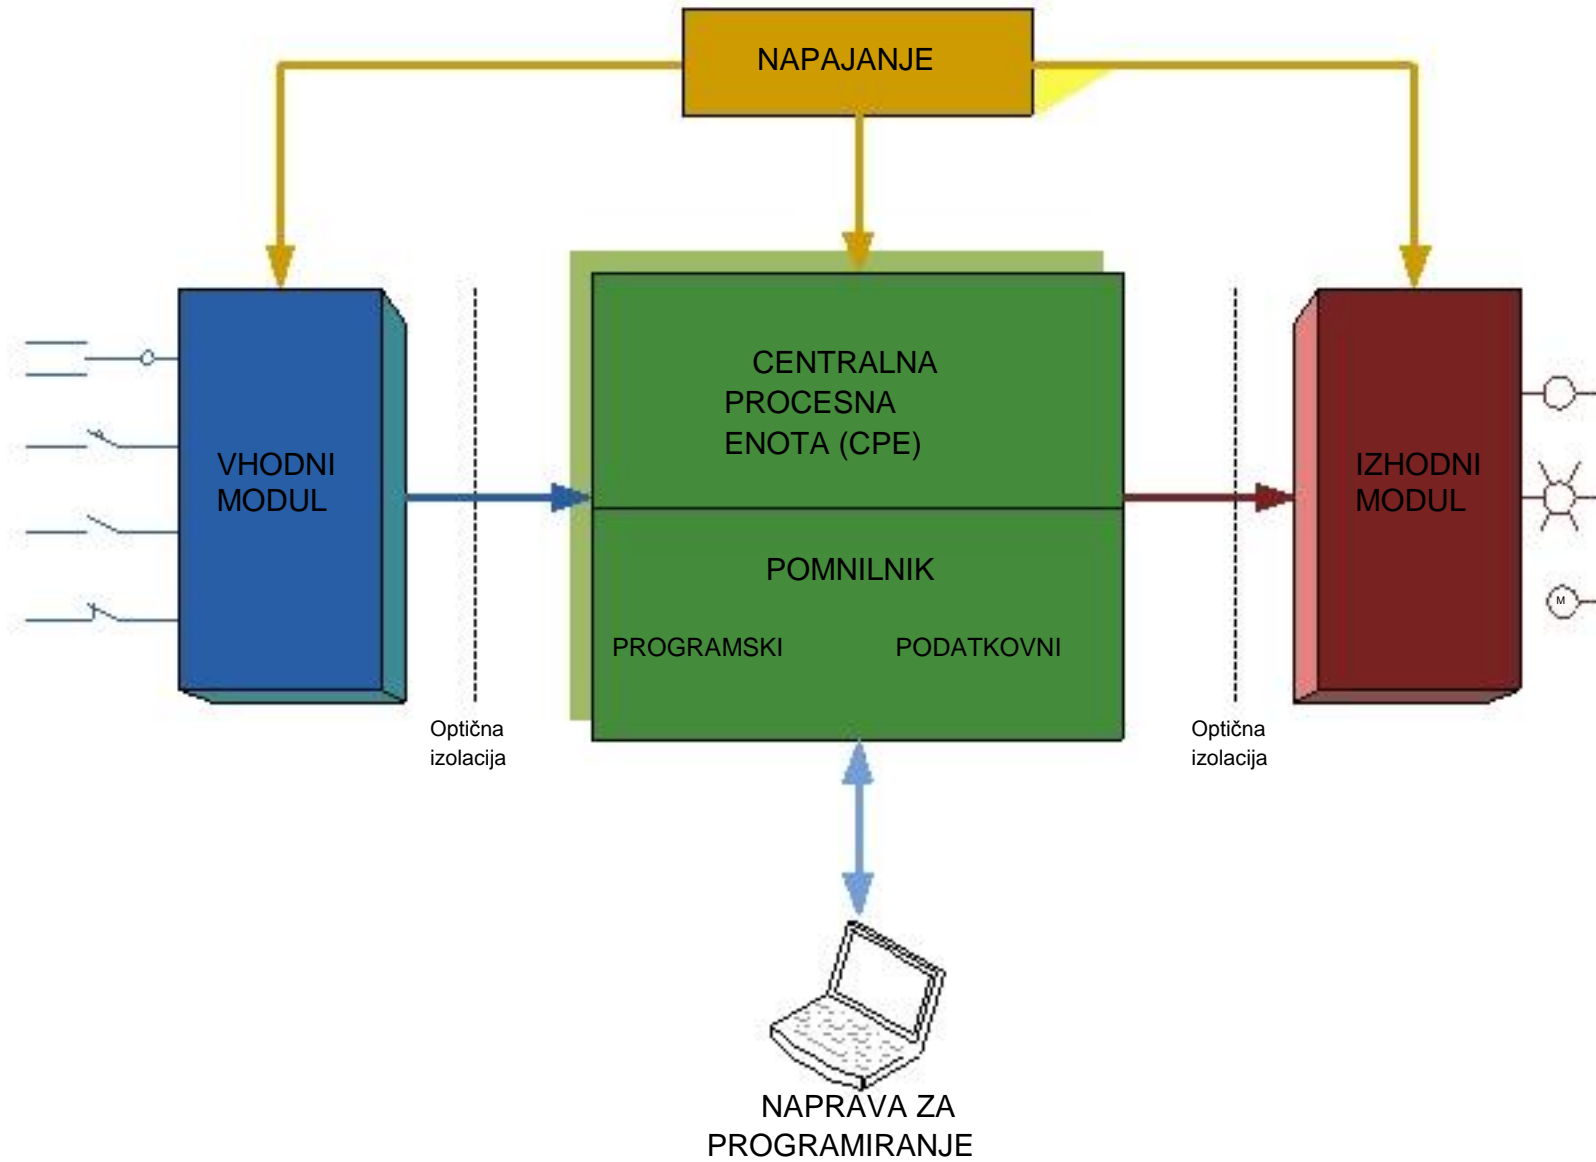 NAPAJANJE
CENTRALNA
PROCESNA
ENOTA (CPE)
VHODNI
MODUL
IZHODNI
MODUL
POMNILNIK
PROGRAMSKI
PODATKOVNI
M
Optična
izolacija
Optična
izolacija
NAPRAVA ZA
PROGRAMIRANJE